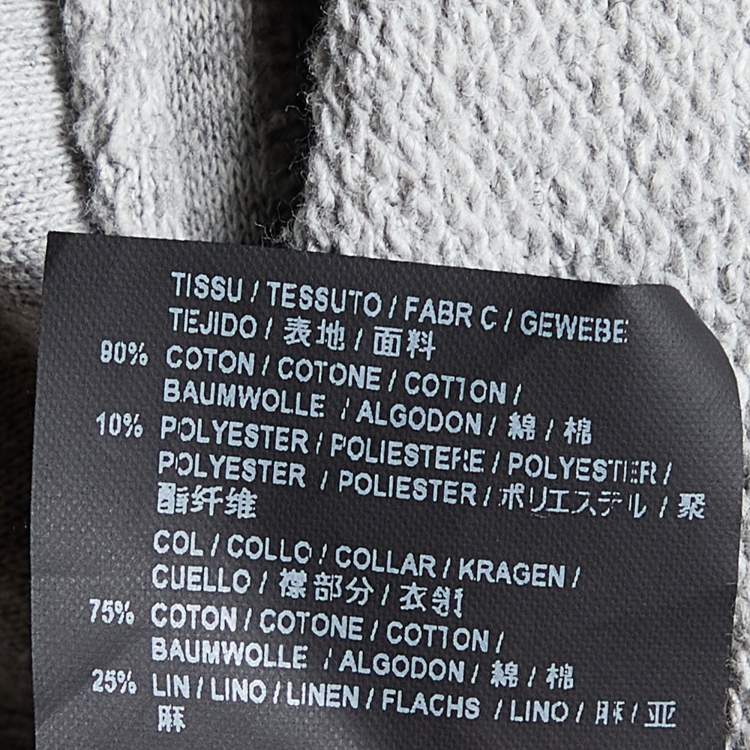 TISSU / TESSUTO / FABR C / GEWEBE
TEJIDO / 表地 / 面料
90% COTON / COTONE / COTTON /
BAUMWOLLE / ALGODON / 綿 / 棉
10% POLYESTER / POLIESTERE / POLYESTER /
POLYESTER / POLIESTER / ポリエステル / 聚
酯纤维
COL / COLLO / COLLAR / KRAGEN /
CUELLO / 襟部分 / 衣领
75% COTON / COTONE / COTTON /
BAUMWOLLE / ALGODON / 綿 / 棉
25% LIN / LINO / LINEN / FLACHS / LINO / 麻 / 亚
麻